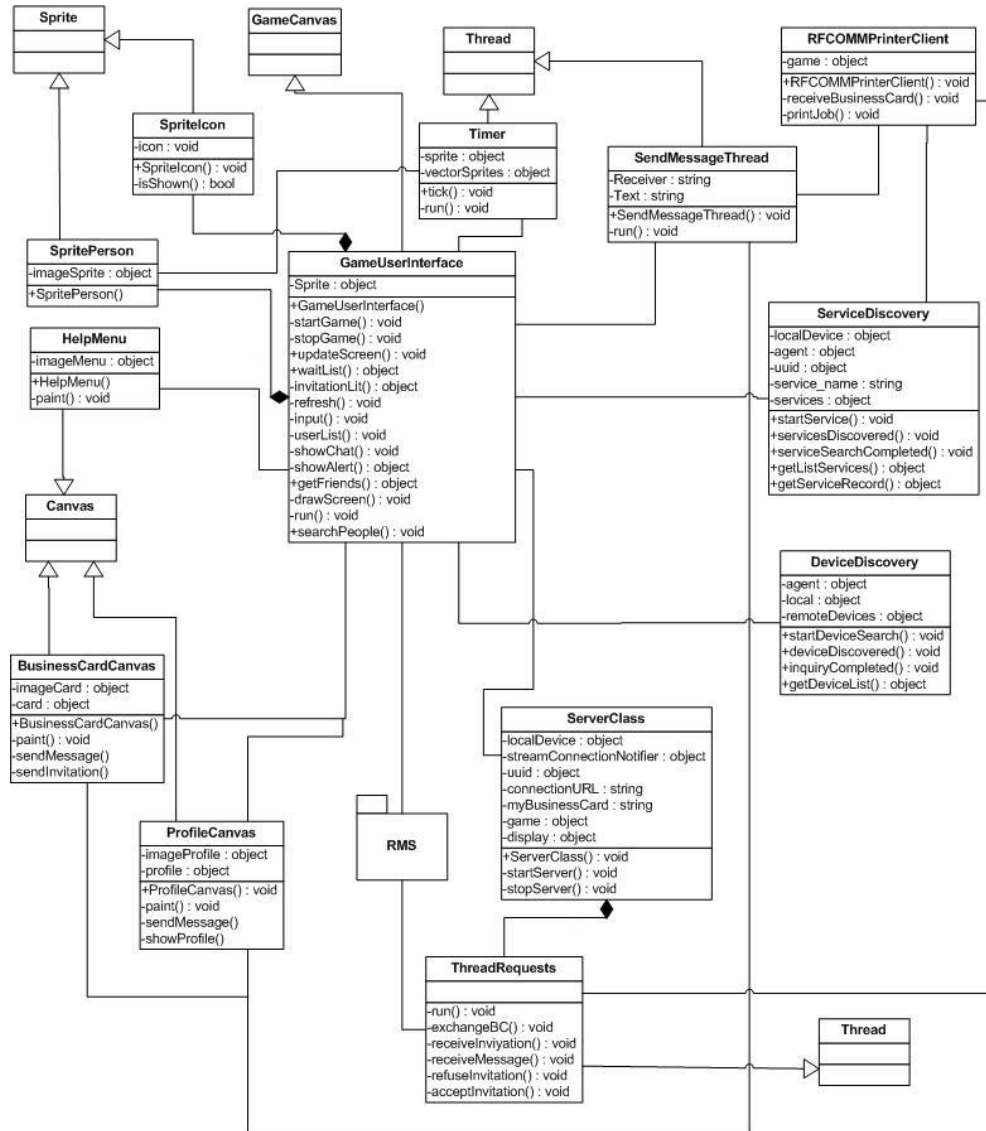 Sprite
GameCanvas
Thread
RFCOMMPrinterClient
-game : object
+RFCOMMPrinterClient() : void
-receiveBusinessCard() : void
-printJob() : void
SpriteIcon
-icon : void
+SpriteIcon() : void
-isShown() : bool
Timer
-sprite : object
-vectorSprites : object
+tick() : void
-run() : void
SendMessageThread
-Receiver : string
-Text : string
+SendMessageThread() : void
-run() : void
SpritePerson
-imageSprite : object
+SpritePerson()
GameUserInterface
-Sprite : object
+GameUserInterface()
-startGame() : void
-stopGame() : void
+updateScreen() : void
+waitList() : object
-invitationLit() : object
-refresh() : void
-input() : void
-userList() : void
-showChat() : void
-showAlert() : object
+getFriends() : object
-drawScreen() : void
-run() : void
+searchPeople() : void
HelpMenu
-imageMenu : object
+HelpMenu()
-paint() : void
ServiceDiscovery
-localDevice : object
-agent : object
-uuid : object
-service_name : string
-services : object
+startService() : void
+servicesDiscovered() : void
+serviceSearchCompleted() : void
+getListServices() : object
+getServiceRecord() : object
Canvas
DeviceDiscovery
-agent : object
-local : object
-remoteDevices : object
+startDeviceSearch() : void
+deviceDiscovered() : void
+inquiryCompleted() : void
+getDeviceList() : object
BusinessCardCanvas
-imageCard : object
-card : object
+BusinessCardCanvas()
-paint() : void
-sendMessage()
-sendInvitation()
ServerClass
-localDevice : object
-streamConnectionNotifier : object
-uuid : object
-connectionURL : string
-myBusinessCard : string
-game : object
-display : object
+ServerClass() : void
-startServer() : void
-stopServer() : void
ProfileCanvas
-imageProfile : object
-profile : object
+ProfileCanvas() : void
-paint() : void
-sendMessage()
-showProfile()
RMS
ThreadRequests
-run() : void
-exchangeBC() : void
-receiveInviyation() : void
-receiveMessage() : void
-refuseInvitation() : void
-acceptInvitation() : void
Thread